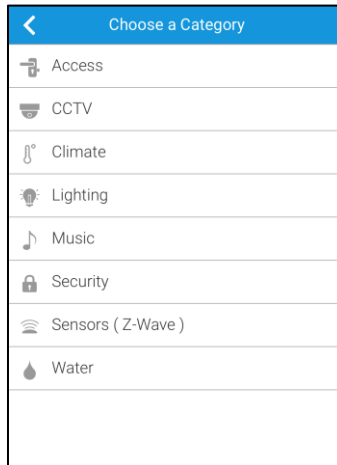 Choose a Category
Access
CCTV
Climate
Lighting
Music
Security
Sensors ( Z-Wave )
Water